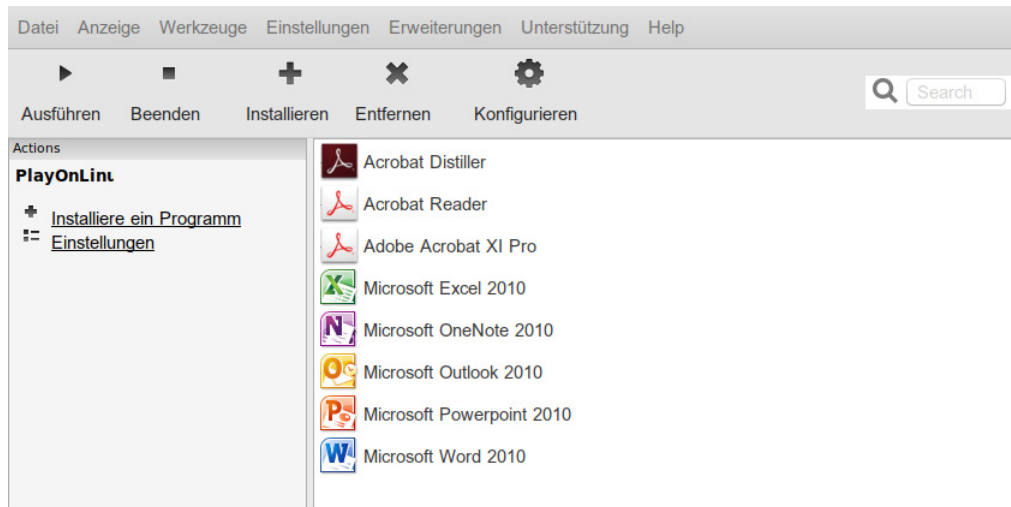 Datei Anzeige Werkzeuge Einstellungen Erweiterungen Unterstützung Help
Ausführen Beenden Installieren Entfernen Konfigurieren Search
Actions
PlayOnLinu
Installiere ein Programm
Einstellungen
Acrobat Distiller
Acrobat Reader
Adobe Acrobat XI Pro
Microsoft Excel 2010
Microsoft OneNote 2010
Microsoft Outlook 2010
Microsoft Powerpoint 2010
Microsoft Word 2010